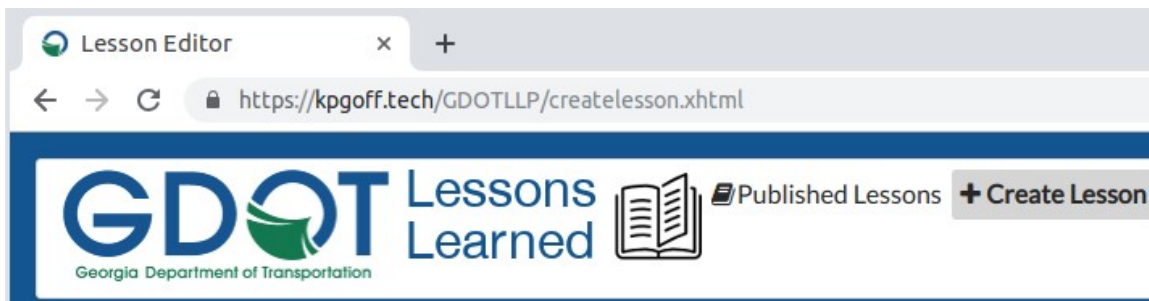 Lesson Editor
https://kpgoff.tech/GDOTLLP/createlesson.xhtml
GDOT Lessons Published Lessons + Create Lesson
Learned
Georgia Department of Transportation